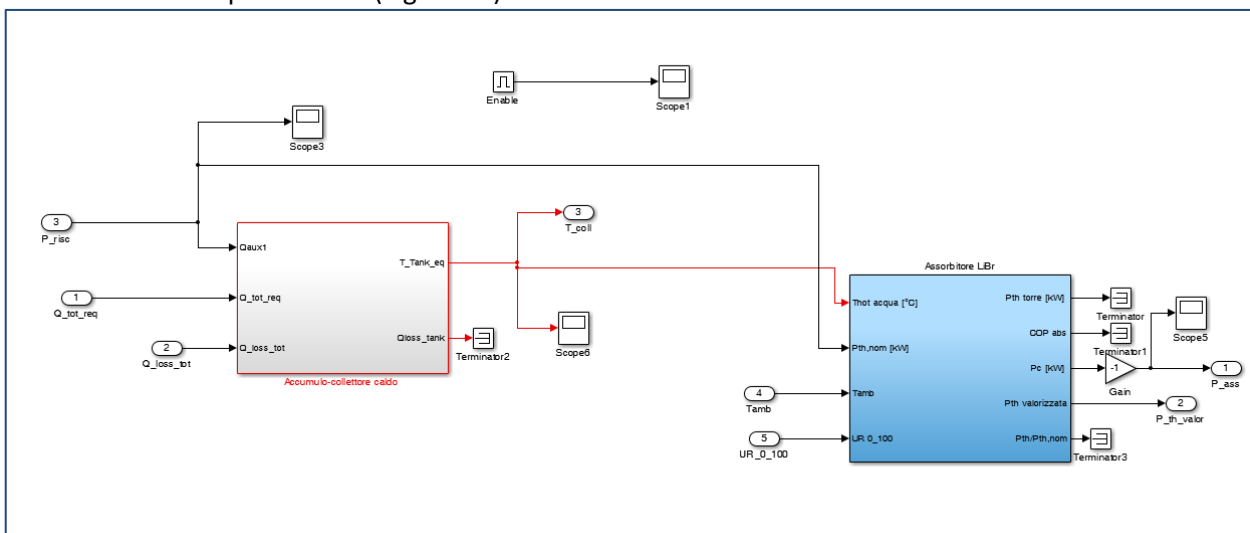 Enable
Scope1
Scope3
3
P_risc
Qaux1
T_Tank_eq
3
T_coll
1
Q_tot_req
Q_tot_req
2
Q_loss_tot
Q_loss_tot
Qloss_tank
Terminator2
Scope6
Accumulo-collettore caldo
Assorbitore LiBr
Thot acqua [°C]
Pth torre [kW]
Terminator
COP abs
Terminator1
Scope5
Pth,nom [kW]
Pc [kW]
-1
Gain
1
P_ass
4
Tamb
Tamb
Pth valorizzata
2
P_th_valor
5
UR_0_100
UR 0_100
Pth/Pth,nom
Terminator3